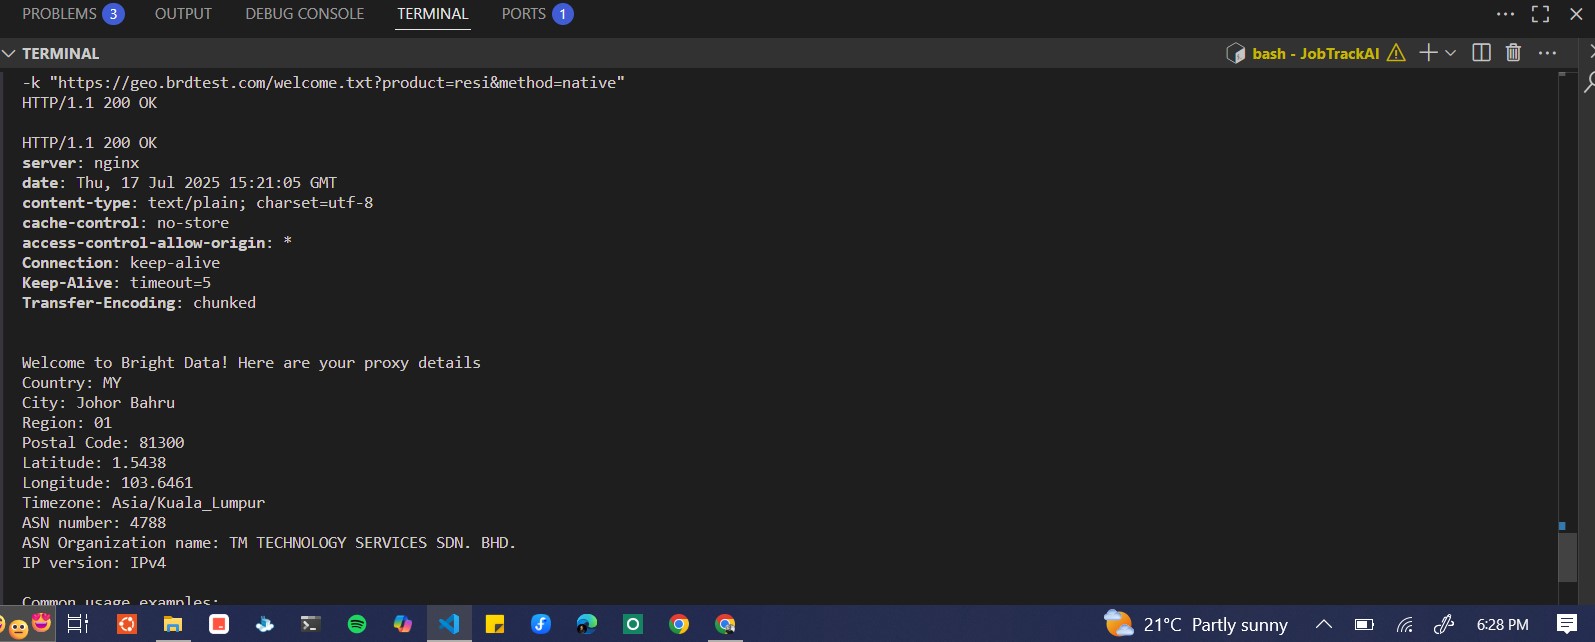 PROBLEMS 3 OUTPUT DEBUG CONSOLE TERMINAL PORTS 1
TERMINAL bash - JobTrackAI
-k "https://geo.brdtest.com/welcome.txt?product=resi&method=native"
HTTP/1.1 200 OK
HTTP/1.1 200 OK
server: nginx
date: Thu, 17 Jul 2025 15:21:05 GMT
content-type: text/plain; charset=utf-8
cache-control: no-store
access-control-allow-origin: *
Connection: keep-alive
Keep-Alive: timeout=5
Transfer-Encoding: chunked
Welcome to Bright Data! Here are your proxy details
Country: MY
City: Johor Bahru
Region: 01
Postal Code: 81300
Latitude: 1.5438
Longitude: 103.6461
Timezone: Asia/Kuala_Lumpur
ASN number: 4788
ASN Organization name: TM TECHNOLOGY SERVICES SDN. BHD.
IP version: IPv4
Common usage examples:
21°C Partly sunny 6:28 PM